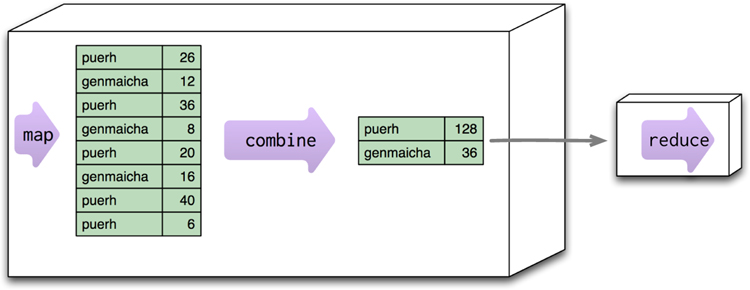 map
puerh 26
genmaicha 12
puerh 36
genmaicha 8
puerh 20
genmaicha 16
puerh 40
puerh 6
combine
puerh 128
genmaicha 36
reduce